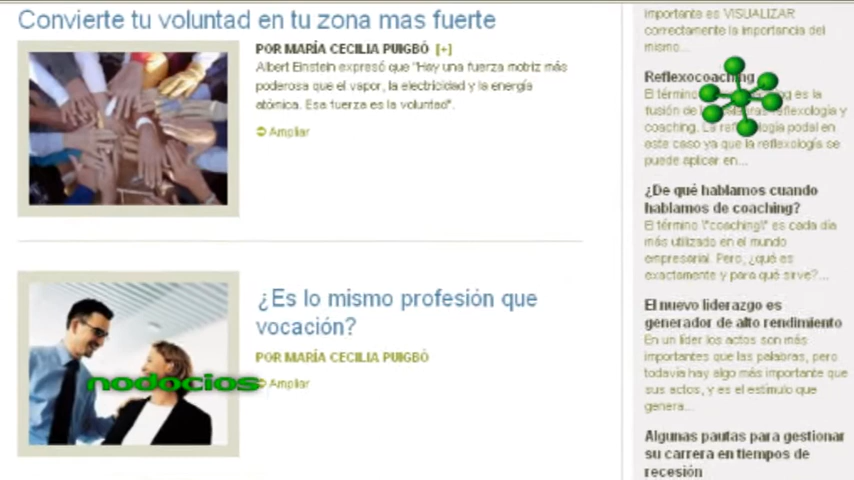 Convierte tu voluntad en tu zona mas fuerte
POR MARÍA CECILIA PUIGBÓ [+]
Albert Einstein expresó que "Hay una fuerza motriz más
poderosa que el vapor, la electricidad y la energía
atómica. Esa fuerza es la voluntad".
Ampliar
¿Es lo mismo profesión que
vocación?
POR MARÍA CECILIA PUIGBÓ
Ampliar
nodocios
importante es VISUALIZAR
correctamente la importancia del
mismo...
Reflexocoaching
El término es la
fusión de reflexología y
coaching. La podal en
este caso ya que la reflexología se
puede aplicar en...
¿De qué hablamos cuando
hablamos de coaching?
El término \"coaching\" es cada día
más utilizado en el mundo
empresarial. Pero, ¿qué es
exactamente y para qué sirve?...
El nuevo liderazgo es
generador de alto rendimiento
En un líder los actos son más
importantes que las palabras, pero
todavía hay algo más importante que
sus actos, y es el estímulo que
genera...
Algunas pautas para gestionar
su carrera en tiempos de
recesión